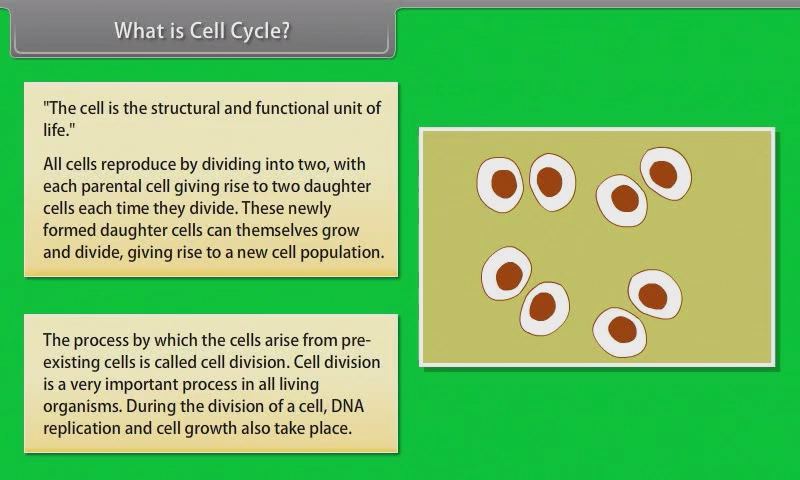 What is Cell Cycle?
"The cell is the structural and functional unit of
life."
All cells reproduce by dividing into two, with
each parental cell giving rise to two daughter
cells each time they divide. These newly
formed daughter cells can themselves grow
and divide, giving rise to a new cell population.
The process by which the cells arise from pre-
existing cells is called cell division. Cell division
is a very important process in all living
organisms. During the division of a cell, DNA
replication and cell growth also take place.